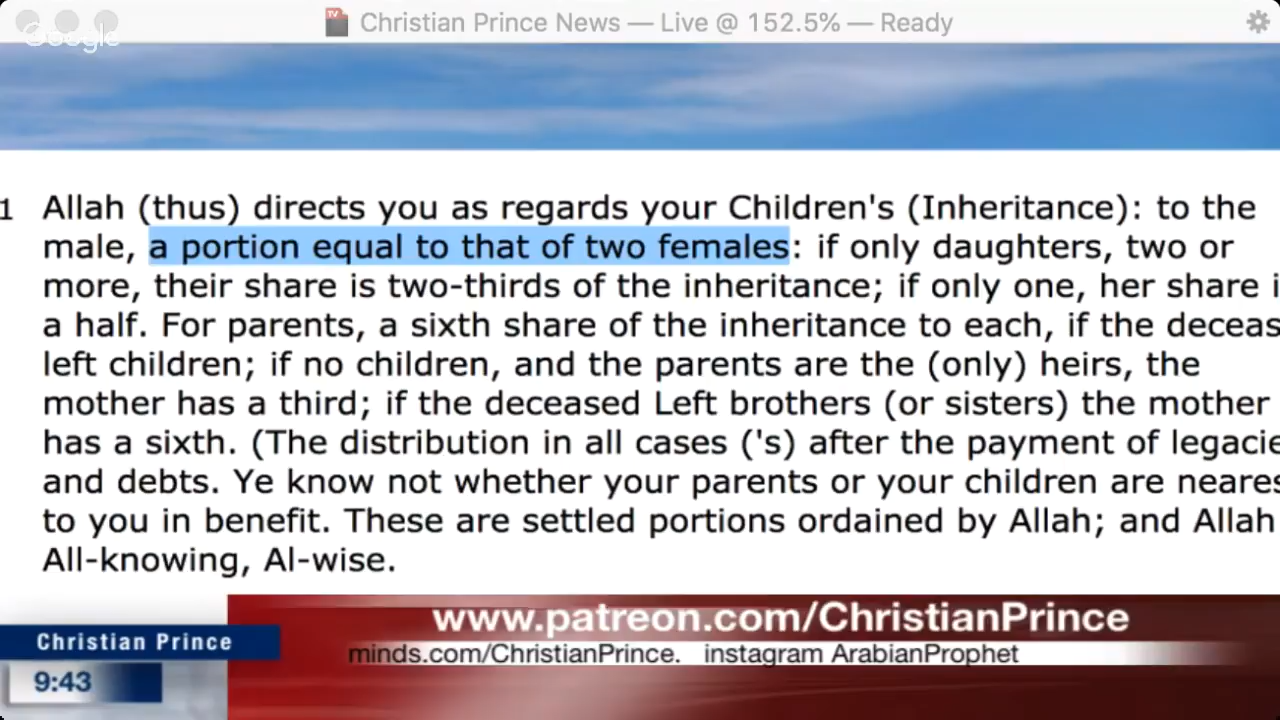 Christian Prince News — Live @ 152.5% — Ready
Google
1 Allah (thus) directs you as regards your Children's (Inheritance): to the
male, a portion equal to that of two females: if only daughters, two or
more, their share is two-thirds of the inheritance; if only one, her share i
a half. For parents, a sixth share of the inheritance to each, if the deceas
left children; if no children, and the parents are the (only) heirs, the
mother has a third; if the deceased Left brothers (or sisters) the mother
has a sixth. (The distribution in all cases ('s) after the payment of legacie
and debts. Ye know not whether your parents or your children are neares
to you in benefit. These are settled portions ordained by Allah; and Allah
All-knowing, Al-wise.
www.patreon.com/ChristianPrince
Christian Prince
minds.com/ChristianPrince. instagram ArabianProphet
9:43